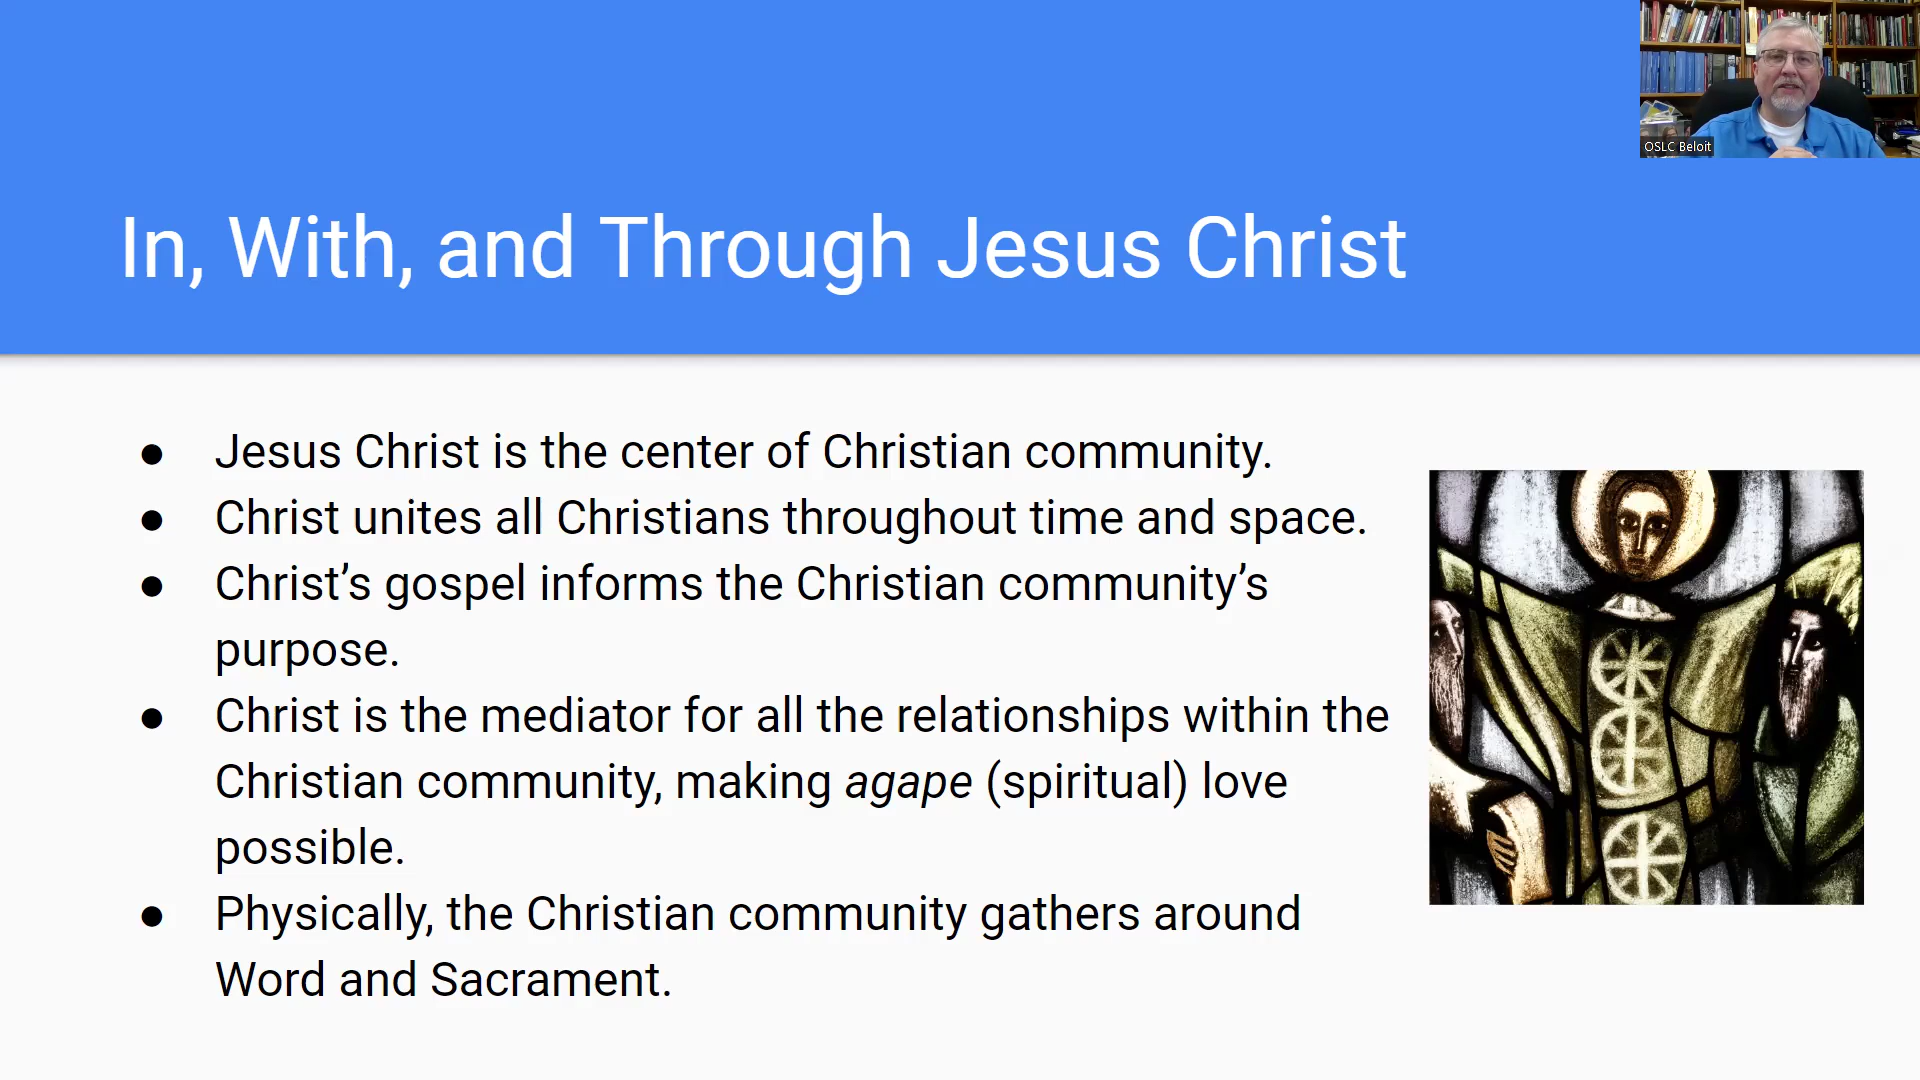 OSLC Beloit
In, With, and Through Jesus Christ
● Jesus Christ is the center of Christian community.
● Christ unites all Christians throughout time and space.
● Christ’s gospel informs the Christian community’s
purpose.
● Christ is the mediator for all the relationships within the
Christian community, making agape (spiritual) love
possible.
● Physically, the Christian community gathers around
Word and Sacrament.